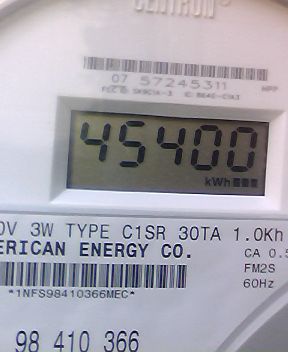 CENTRON
07 57245311
45400
kWh
0V 3W TYPE C1SR 30TA 1.0Kh
ERICAN ENERGY CO.
CA 0.5
FM2S
60Hz
*1NFS98410366MEC*
98 410 366